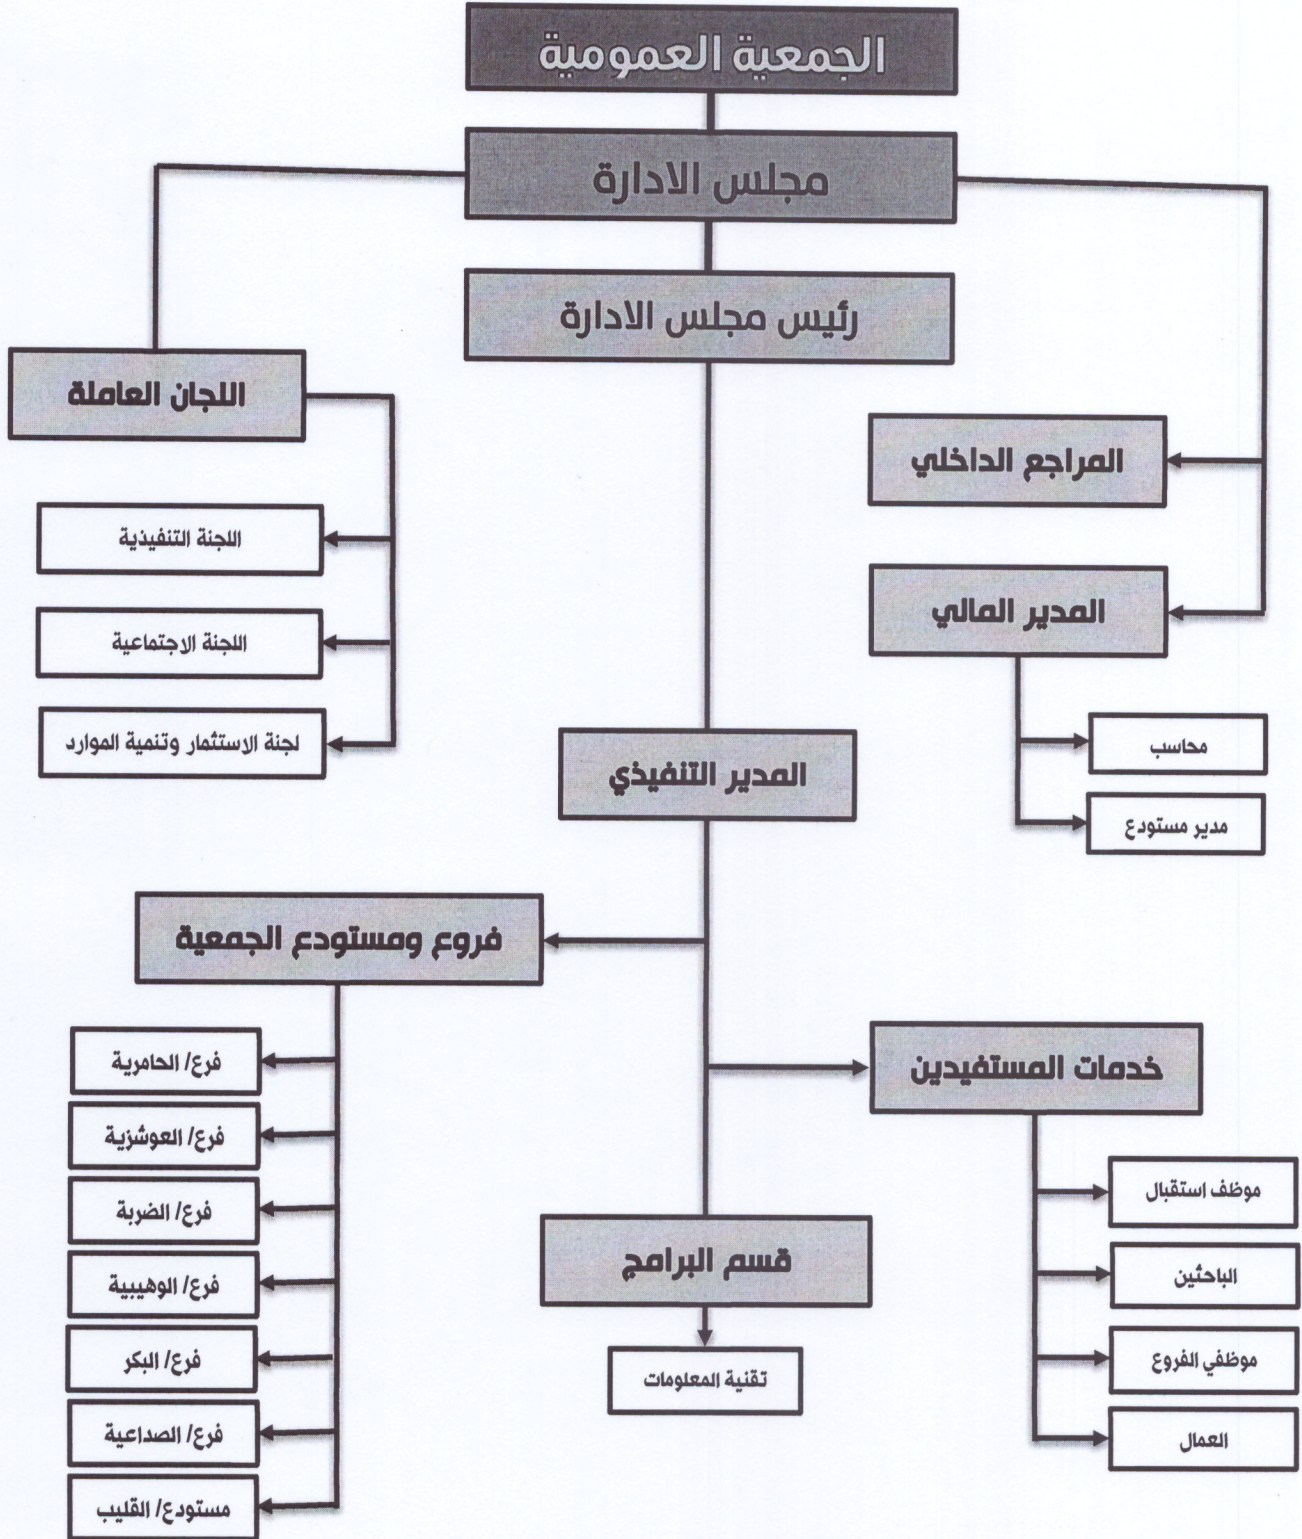 الجمعية العمومية
مجلس الادارة
رئيس مجلس الادارة
اللجان العاملة
اللجنة التنفيذية
اللجنة الاجتماعية
لجنة الاستثمار وتنمية الموارد
المراجع الداخلي
المدير المالي
محاسب
مدير مستودع
المدير التنفيذي
فروع ومستودع الجمعية
فرع/ الحامرية
فرع/ العوشزية
فرع/ الضربة
فرع/ الوهيبية
فرع/ البكر
فرع/ الصداعية
مستودع/ القليب
خدمات المستفيدين
موظف استقبال
الباحثين
موظفي الفروع
العمال
قسم البرامج
تقنية المعلومات